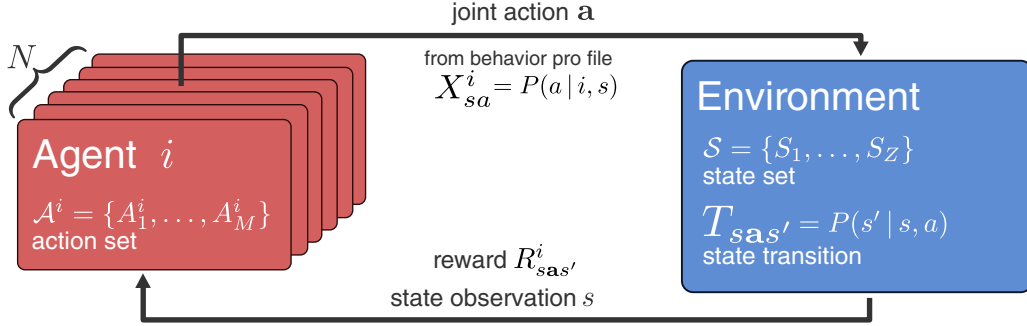 joint action 𝐚
N
from behavior pro file
X^i_{sa} = P(a | i, s)
Agent i
𝒜^i = {A^i_1, . . . , A^i_M}
action set
Environment
𝒮 = {S_1, . . . , S_Z}
state set
T_{s𝐚s′} = P(s′ | s, a)
state transition
reward R^i_{s𝐚s′}
state observation s